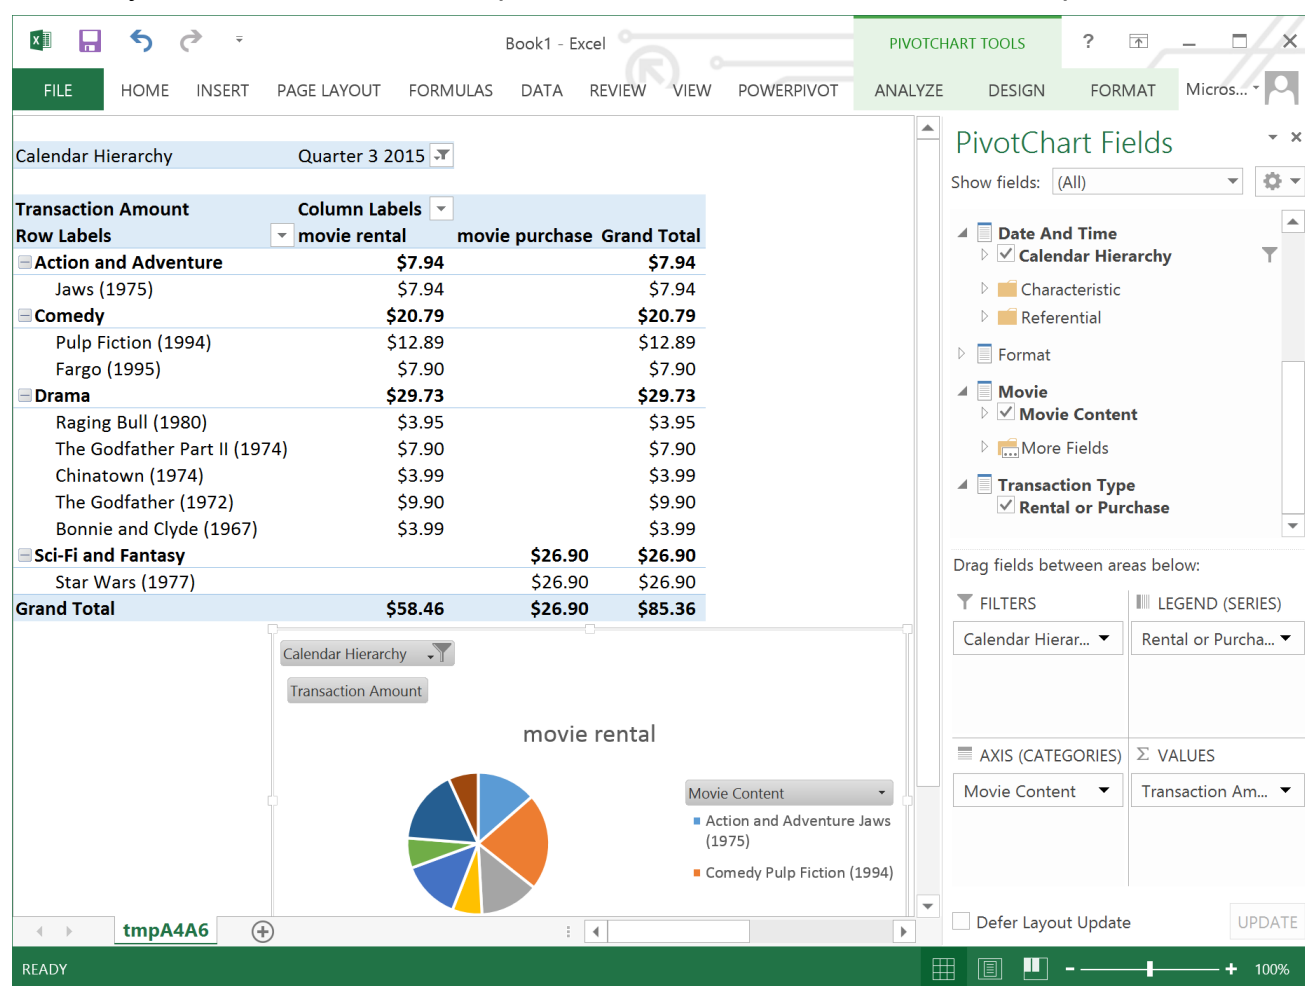 Book1 - Excel
PIVOTCHART TOOLS
?
FILE HOME INSERT PAGE LAYOUT FORMULAS DATA REVIEW VIEW POWERPIVOT ANALYZE DESIGN FORMAT Micros...
Calendar Hierarchy Quarter 3 2015
Transaction Amount Column Labels
Row Labels movie rental movie purchase Grand Total
Action and Adventure $7.94 $7.94
Jaws (1975) $7.94 $7.94
Comedy $20.79 $20.79
Pulp Fiction (1994) $12.89 $12.89
Fargo (1995) $7.90 $7.90
Drama $29.73 $29.73
Raging Bull (1980) $3.95 $3.95
The Godfather Part II (1974) $7.90 $7.90
Chinatown (1974) $3.99 $3.99
The Godfather (1972) $9.90 $9.90
Bonnie and Clyde (1967) $3.99 $3.99
Sci-Fi and Fantasy $26.90 $26.90
Star Wars (1977) $26.90 $26.90
Grand Total $58.46 $26.90 $85.36
Calendar Hierarchy
Transaction Amount
movie rental
Movie Content
Action and Adventure Jaws
(1975)
Comedy Pulp Fiction (1994)
PivotChart Fields
Show fields: (All)
Date And Time
Calendar Hierarchy
Characteristic
Referential
Format
Movie
Movie Content
More Fields
Transaction Type
Rental or Purchase
Drag fields between areas below:
FILTERS
LEGEND (SERIES)
Calendar Hierar...
Rental or Purcha...
AXIS (CATEGORIES)
Σ VALUES
Movie Content
Transaction Am...
Defer Layout Update
UPDATE
tmpA4A6
READY
100%